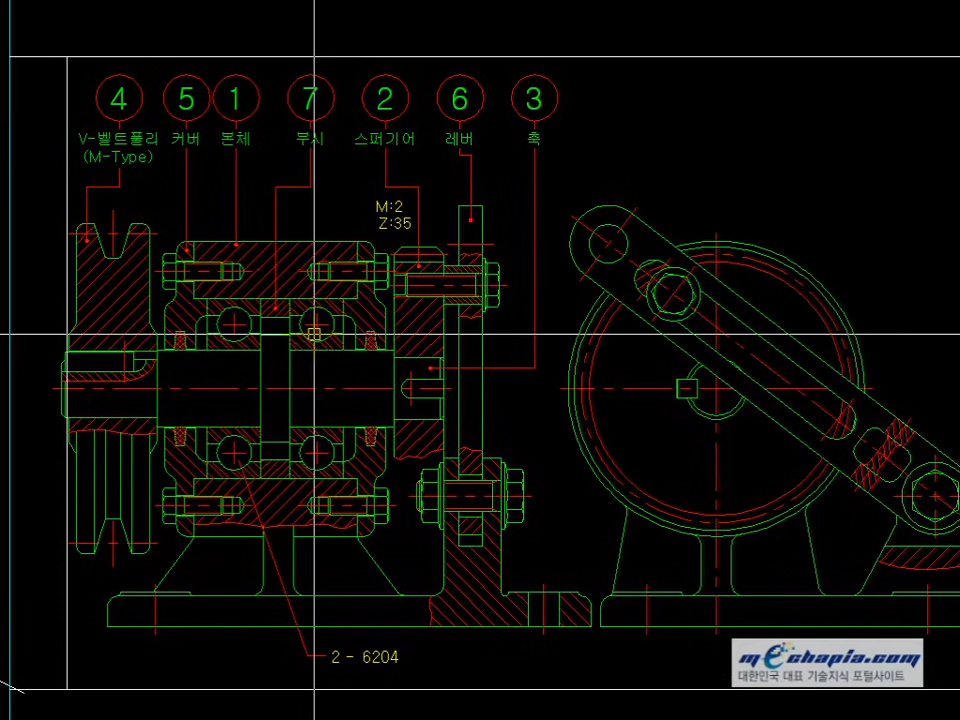 4 5 1 7 2 6 3
V-벨트풀리 커버 본체 부시 스퍼기어 레버 축
(M-Type)
M:2
Z:35
2 - 6204
mechapia.com
대한민국 대표 기술지식 포털사이트